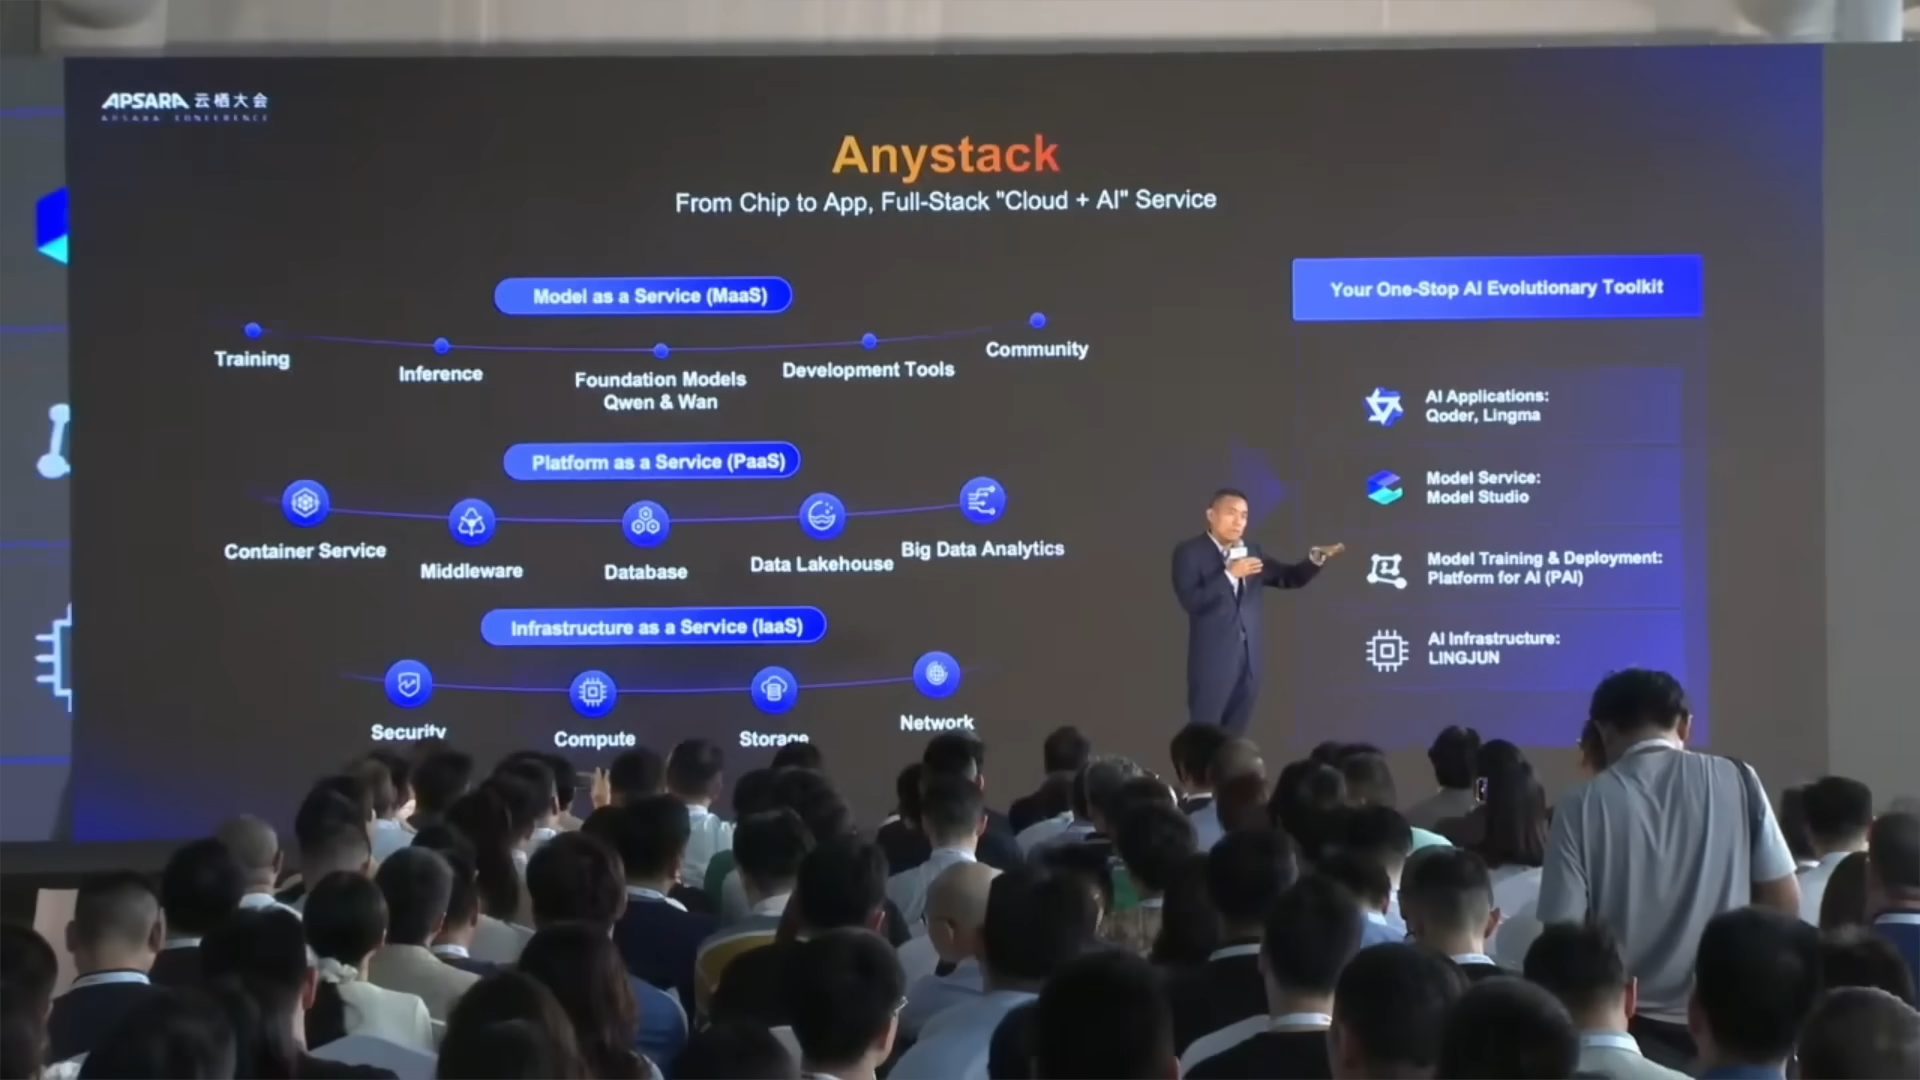 APSARA 云栖大会
APSARA CONFERENCE
Anystack
From Chip to App, Full-Stack "Cloud + AI" Service
Model as a Service (MaaS)
Training
Inference
Foundation Models
Qwen & Wan
Development Tools
Community
Platform as a Service (PaaS)
Container Service
Middleware
Database
Data Lakehouse
Big Data Analytics
Infrastructure as a Service (IaaS)
Security
Compute
Storage
Network
Your One-Stop AI Evolutionary Toolkit
AI Applications:
Qoder, Lingma
Model Service:
Model Studio
Model Training & Deployment:
Platform for AI (PAI)
AI Infrastructure:
LINGJUN